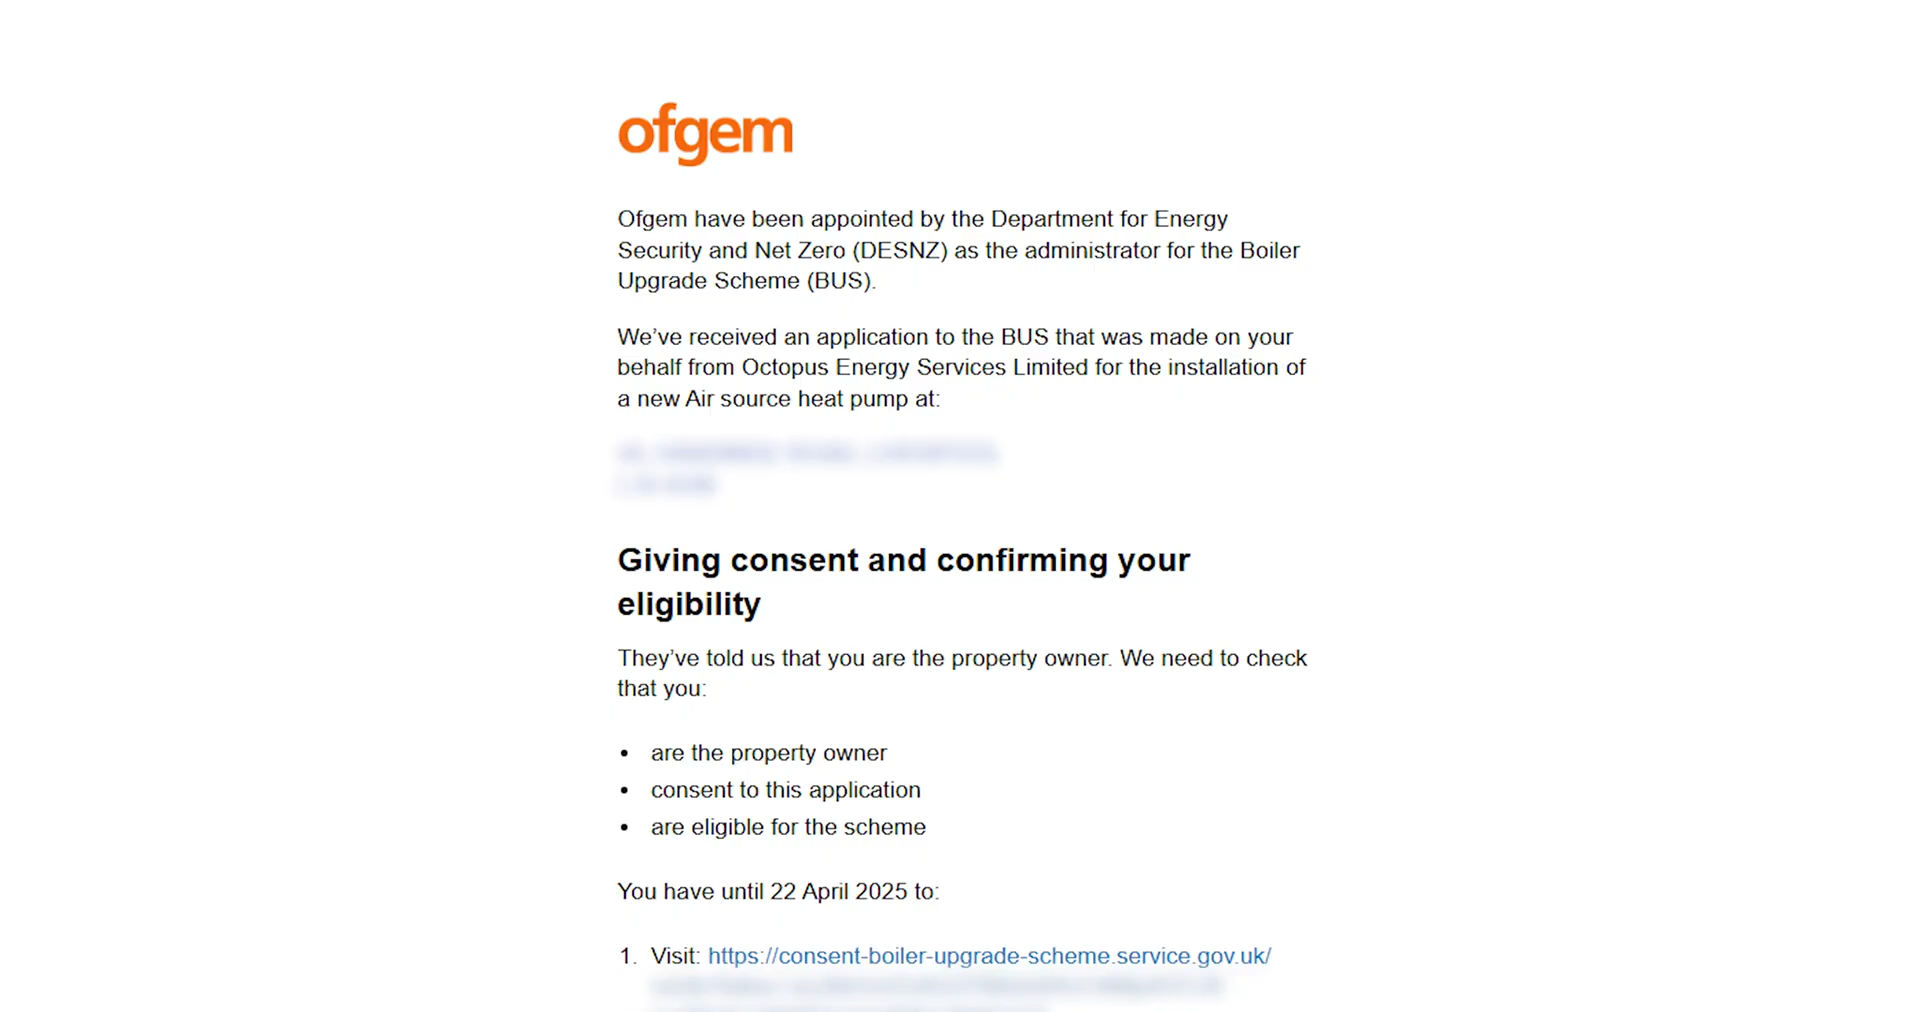 ofgem
Ofgem have been appointed by the Department for Energy
Security and Net Zero (DESNZ) as the administrator for the Boiler
Upgrade Scheme (BUS).
We’ve received an application to the BUS that was made on your
behalf from Octopus Energy Services Limited for the installation of
a new Air source heat pump at:
Giving consent and confirming your
eligibility
They’ve told us that you are the property owner. We need to check
that you:
• are the property owner
• consent to this application
• are eligible for the scheme
You have until 22 April 2025 to:
1. Visit: https://consent-boiler-upgrade-scheme.service.gov.uk/